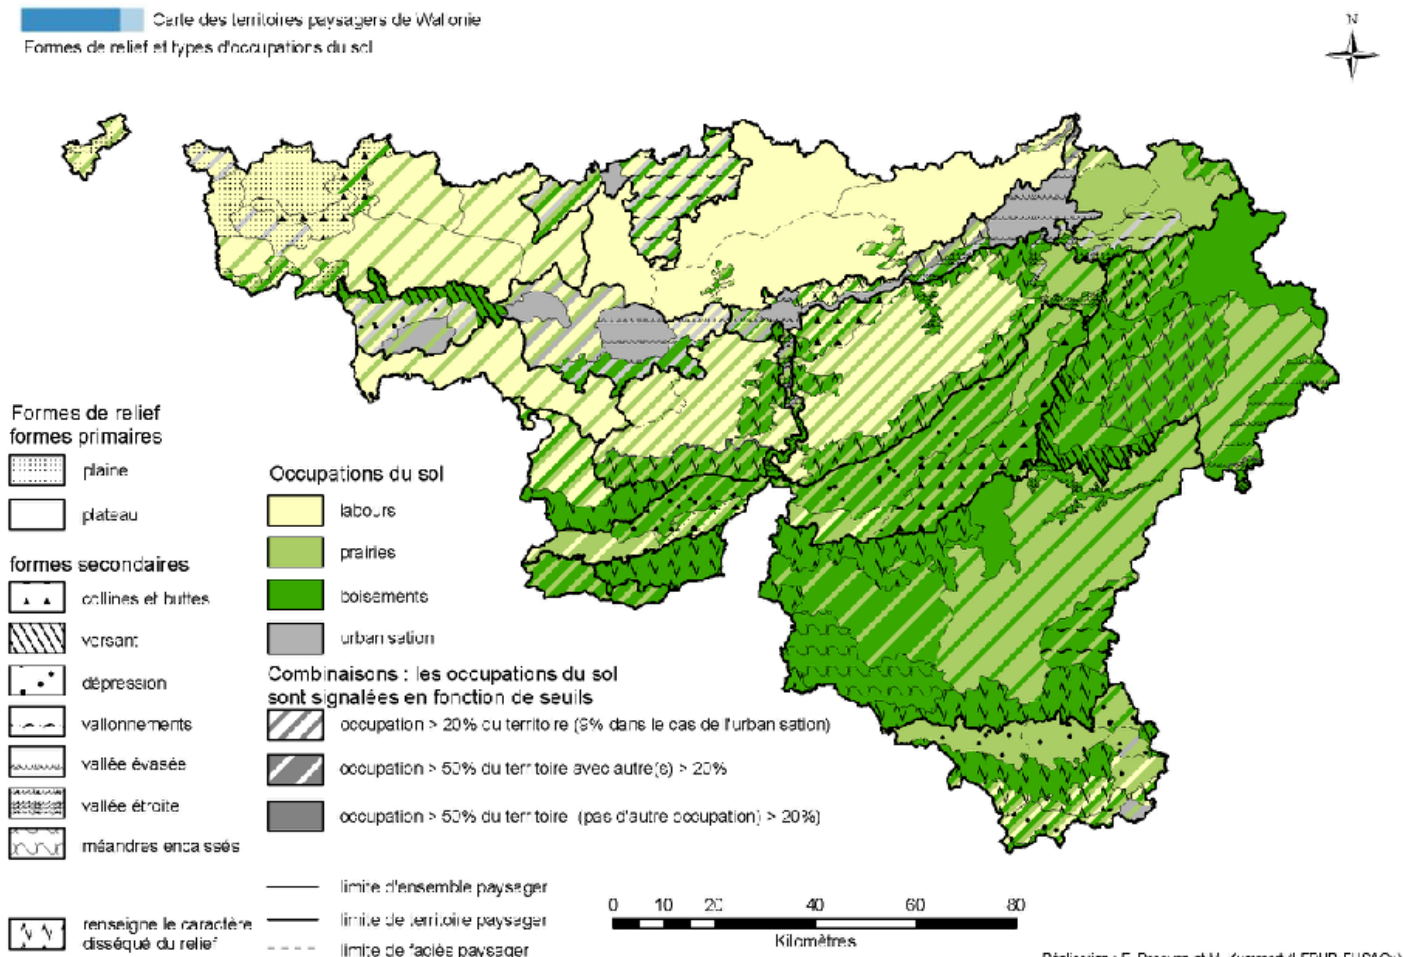 Carte des territoires paysagers de Wallonie
Formes de relief et types d'occupations du sol
N
Formes de relief
formes primaires
plaine
plateau
formes secondaires
collines et buttes
versant
dépression
vallonnements
vallée évasée
vallée étroite
méandres encaissés
renseigne le caractère
disséqué du relief
Occupations du sol
labours
prairies
boisements
urbanisation
Combinaisons : les occupations du sol
sont signalées en fonction de seuils
occupation > 20% du territoire (9% dans le cas de l'urbanisation)
occupation > 50% du territoire avec autre(s) > 20%
occupation > 50% du territoire (pas d'autre occupation) > 20%)
limite d'ensemble paysager
limite de territoire paysager
limite de faciès paysager
0 10 20 40 60 80
Kilomètres
Réalisation : E.